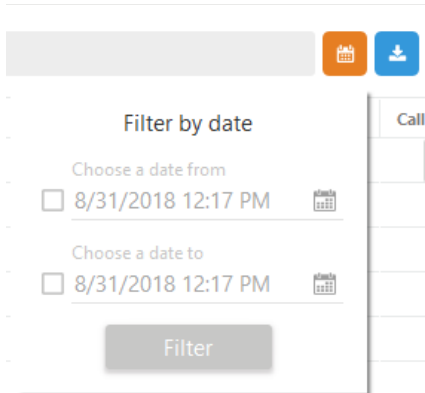 Filter by date
Call
Choose a date from
8/31/2018 12:17 PM
Choose a date to
8/31/2018 12:17 PM
Filter